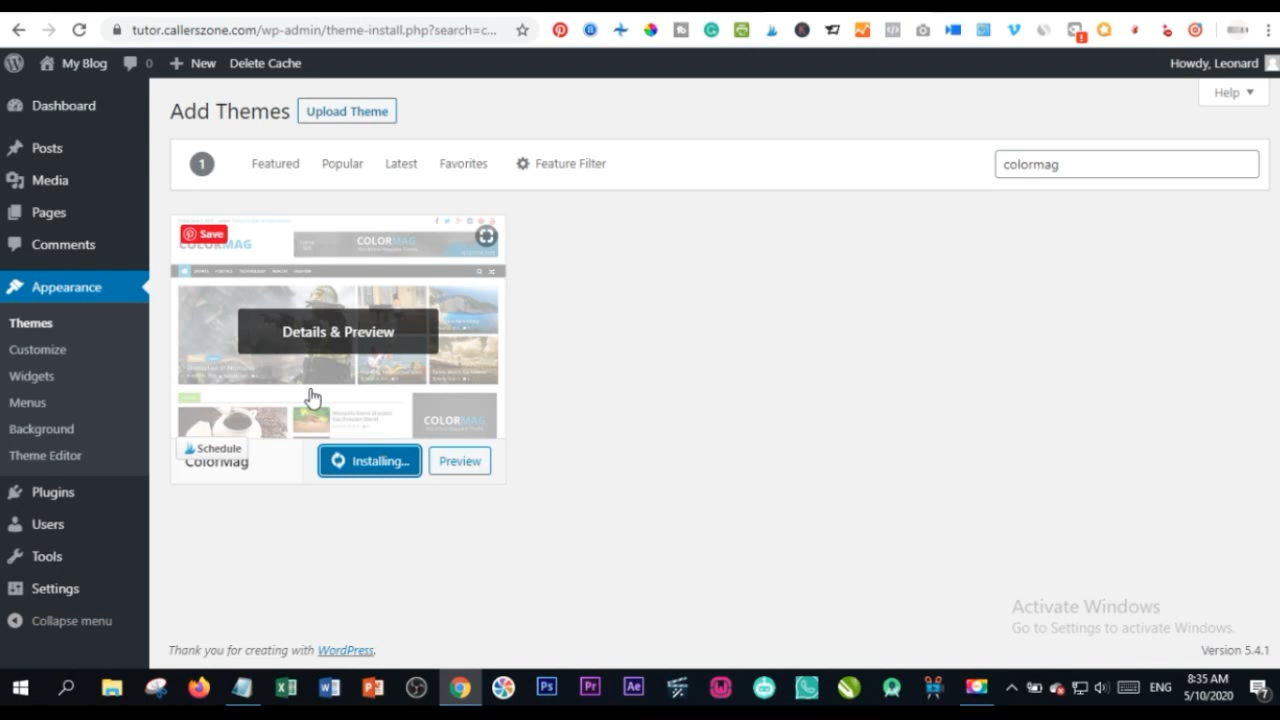 tutor.callerszone.com/wp-admin/theme-install.php?search=c...
My Blog 0 New Delete Cache Howdy, Leonard
Help
Dashboard
Posts
Media
Pages
Comments
Appearance
Themes
Customize
Widgets
Menus
Background
Theme Editor
Plugins
Users
Tools
Settings
Collapse menu
Add Themes Upload Theme
1 Featured Popular Latest Favorites Feature Filter colormag
Save
COLORMAG
COLORMAG
Details & Preview
COLORMAG
Schedule
ColorMag Installing... Preview
Activate Windows
Go to Settings to activate Windows.
Thank you for creating with WordPress. Version 5.4.1
ENG 8:35 AM
5/10/2020
7